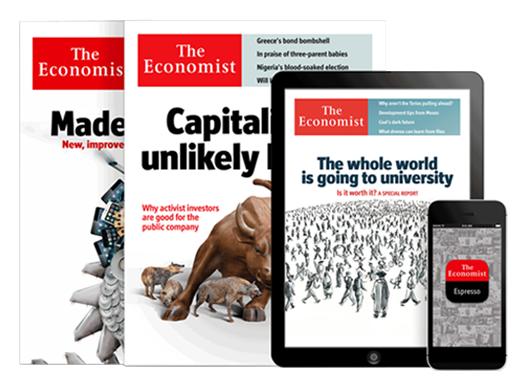 The
Economist
Made
New, improve
The
Economist
Greece's bond bombshell
In praise of three-parent babies
Nigeria's blood-soaked election
Will
Capitali
unlikely
Why activist investors
are good for the
public company
The
Economist
Why aren't the Tories pulling ahead?
Development tips from Moses
Coal's dark future
What drones can learn from flies
The whole world
is going to university
Is it worth it? A SPECIAL REPORT
The
Economist
Espresso